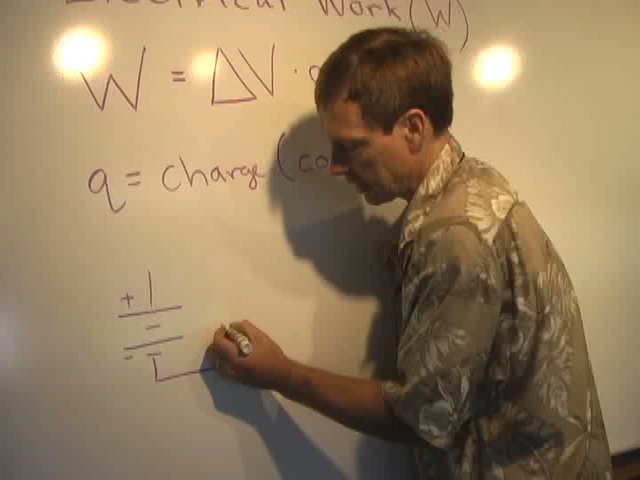 Electrical Work (W)
W = ΔV ·
q = charge (co
+
-